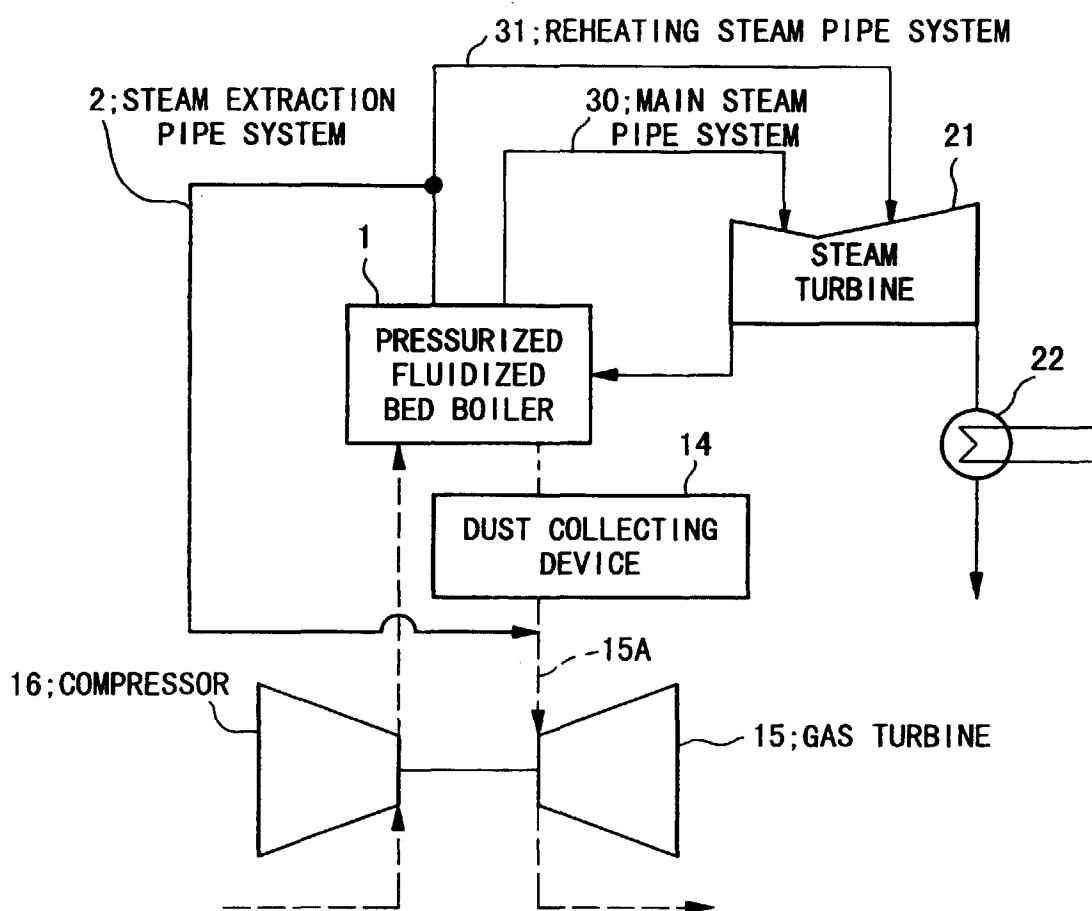 31;REHEATING STEAM PIPE SYSTEM
2;STEAM EXTRACTION
PIPE SYSTEM
30;MAIN STEAM
PIPE SYSTEM
21
STEAM
TURBINE
1
PRESSURIZED
FLUIDIZED
BED BOILER
22
14
DUST COLLECTING
DEVICE
15A
16;COMPRESSOR
15;GAS TURBINE